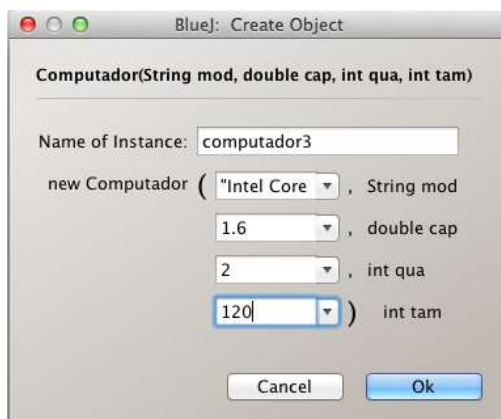 BlueJ: Create Object
Computador(String mod, double cap, int qua, int tam)
Name of Instance: computador3
new Computador ( "Intel Core , String mod
1.6 , double cap
2 , int qua
120 ) int tam
Cancel Ok